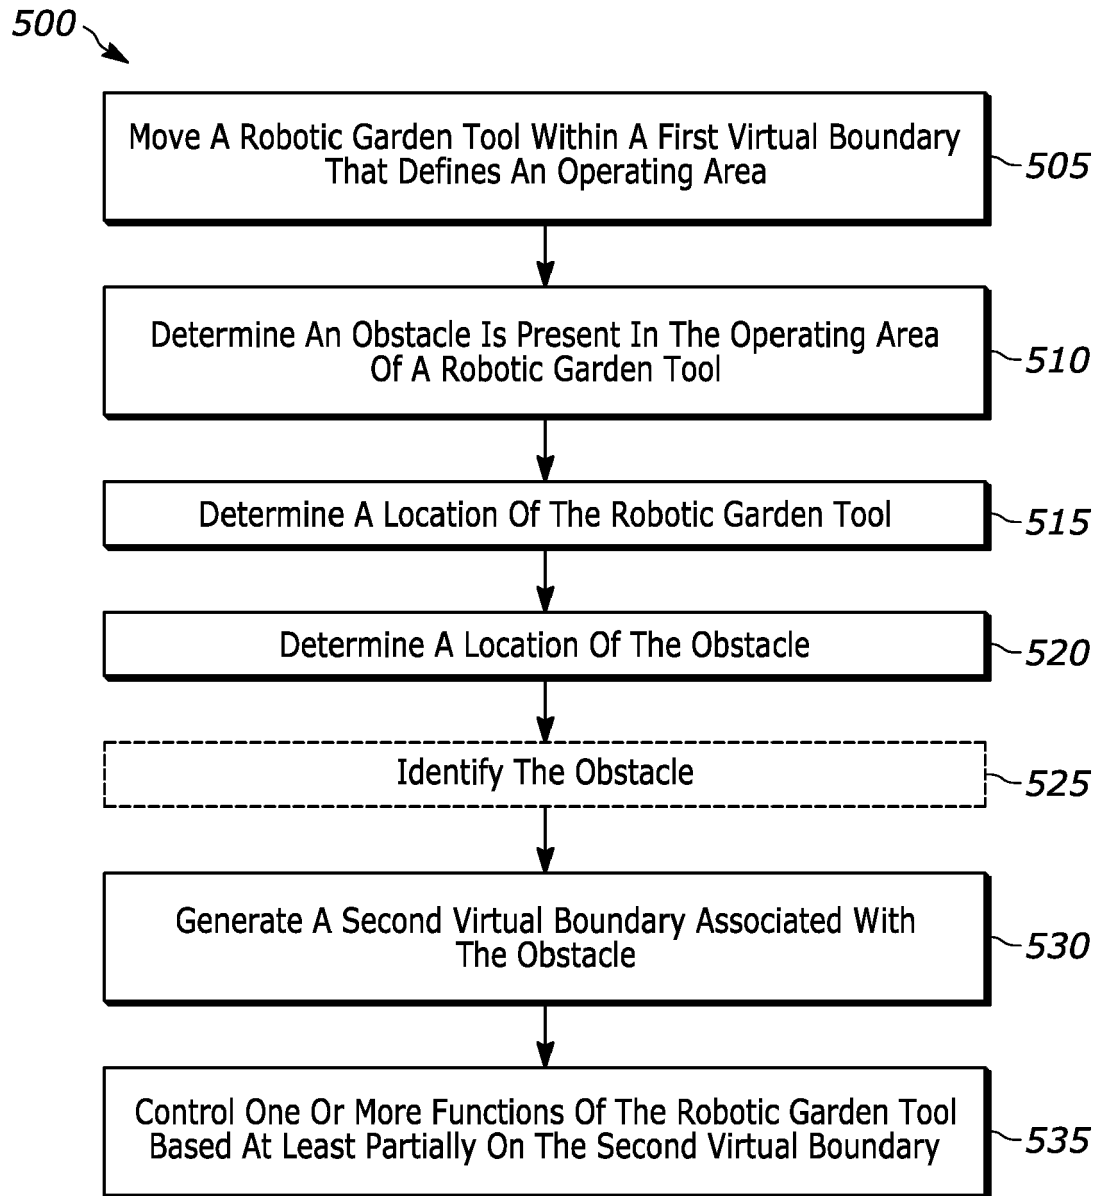 500
Move A Robotic Garden Tool Within A First Virtual Boundary
That Defines An Operating Area
505
Determine An Obstacle Is Present In The Operating Area
Of A Robotic Garden Tool
510
Determine A Location Of The Robotic Garden Tool
515
Determine A Location Of The Obstacle
520
Identify The Obstacle
525
Generate A Second Virtual Boundary Associated With
The Obstacle
530
Control One Or More Functions Of The Robotic Garden Tool
Based At Least Partially On The Second Virtual Boundary
535